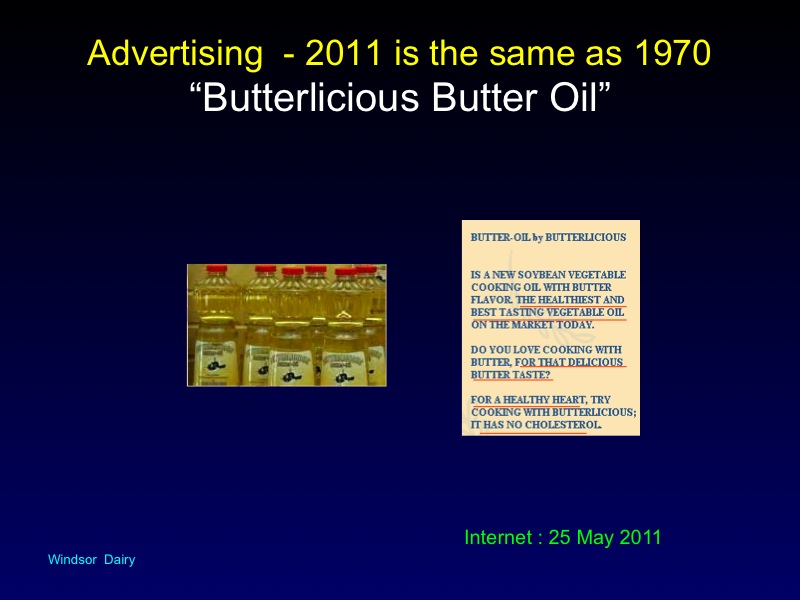 Advertising - 2011 is the same as 1970
“Butterlicious Butter Oil”
BUTTER-OIL by BUTTERLICIOUS
IS A NEW SOYBEAN VEGETABLE
COOKING OIL WITH BUTTER
FLAVOR. THE HEALTHIEST AND
BEST TASTING VEGETABLE OIL
ON THE MARKET TODAY.
DO YOU LOVE COOKING WITH
BUTTER, FOR THAT DELICIOUS
BUTTER TASTE?
FOR A HEALTHY HEART, TRY
COOKING WITH BUTTERLICIOUS;
IT HAS NO CHOLESTEROL.
Internet : 25 May 2011
Windsor Dairy